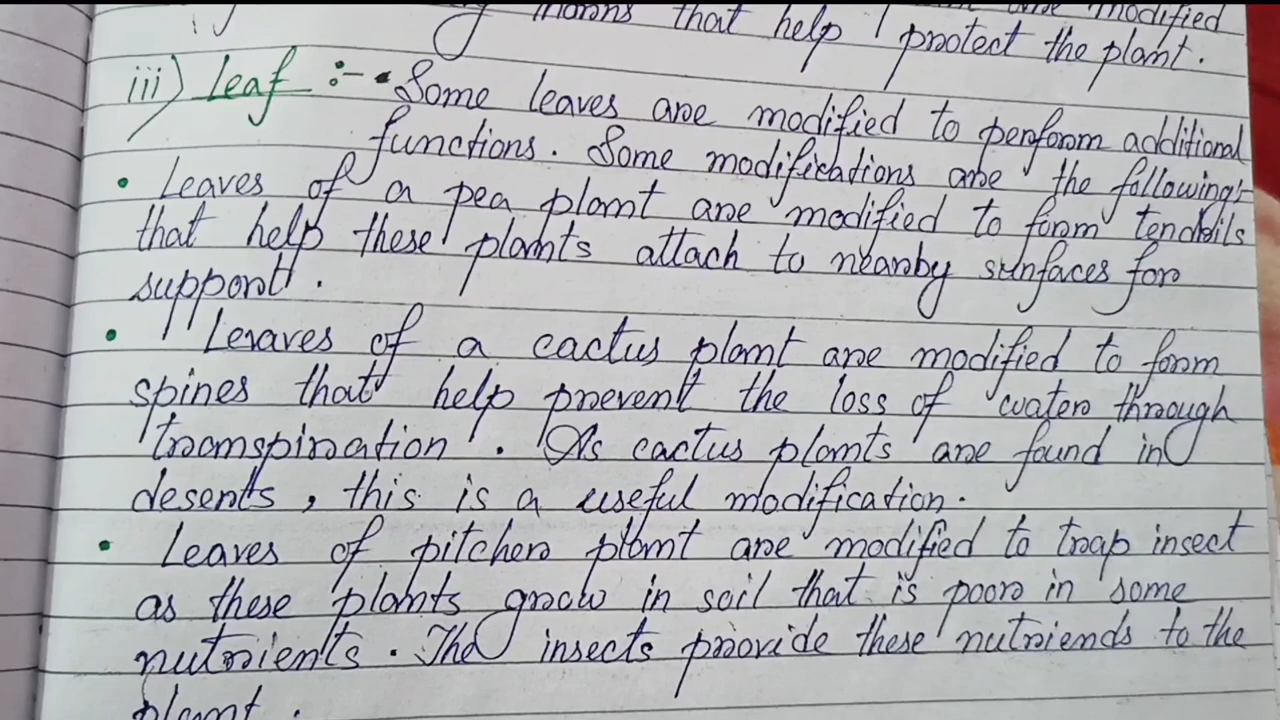 thorns that help protect the plant. modified
iii) Leaf :- • Some leaves are modified to perform additional
functions. Some modifications are the following:-
• Leaves of a pea plant are modified to form tendrils
that help these plants attach to nearby surfaces for
support.
• Leaves of a cactus plant are modified to form
spines that help prevent the loss of water through
transpiration. As cactus plants are found in
deserts, this is a useful modification.
• Leaves of pitcher plant are modified to trap insect
as these plants grow in soil that is poor in some
nutrients. The insects provide these nutriends to the
plant.